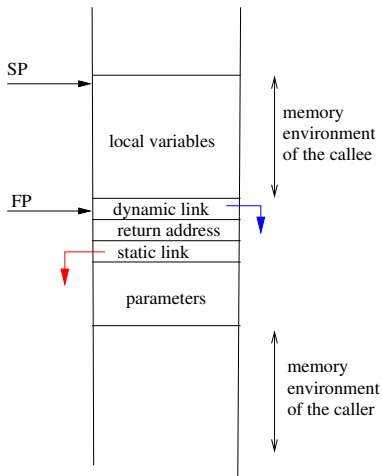 SP
local variables
memory
environment
of the callee
FP
dynamic link
return address
static link
parameters
memory
environment
of the caller